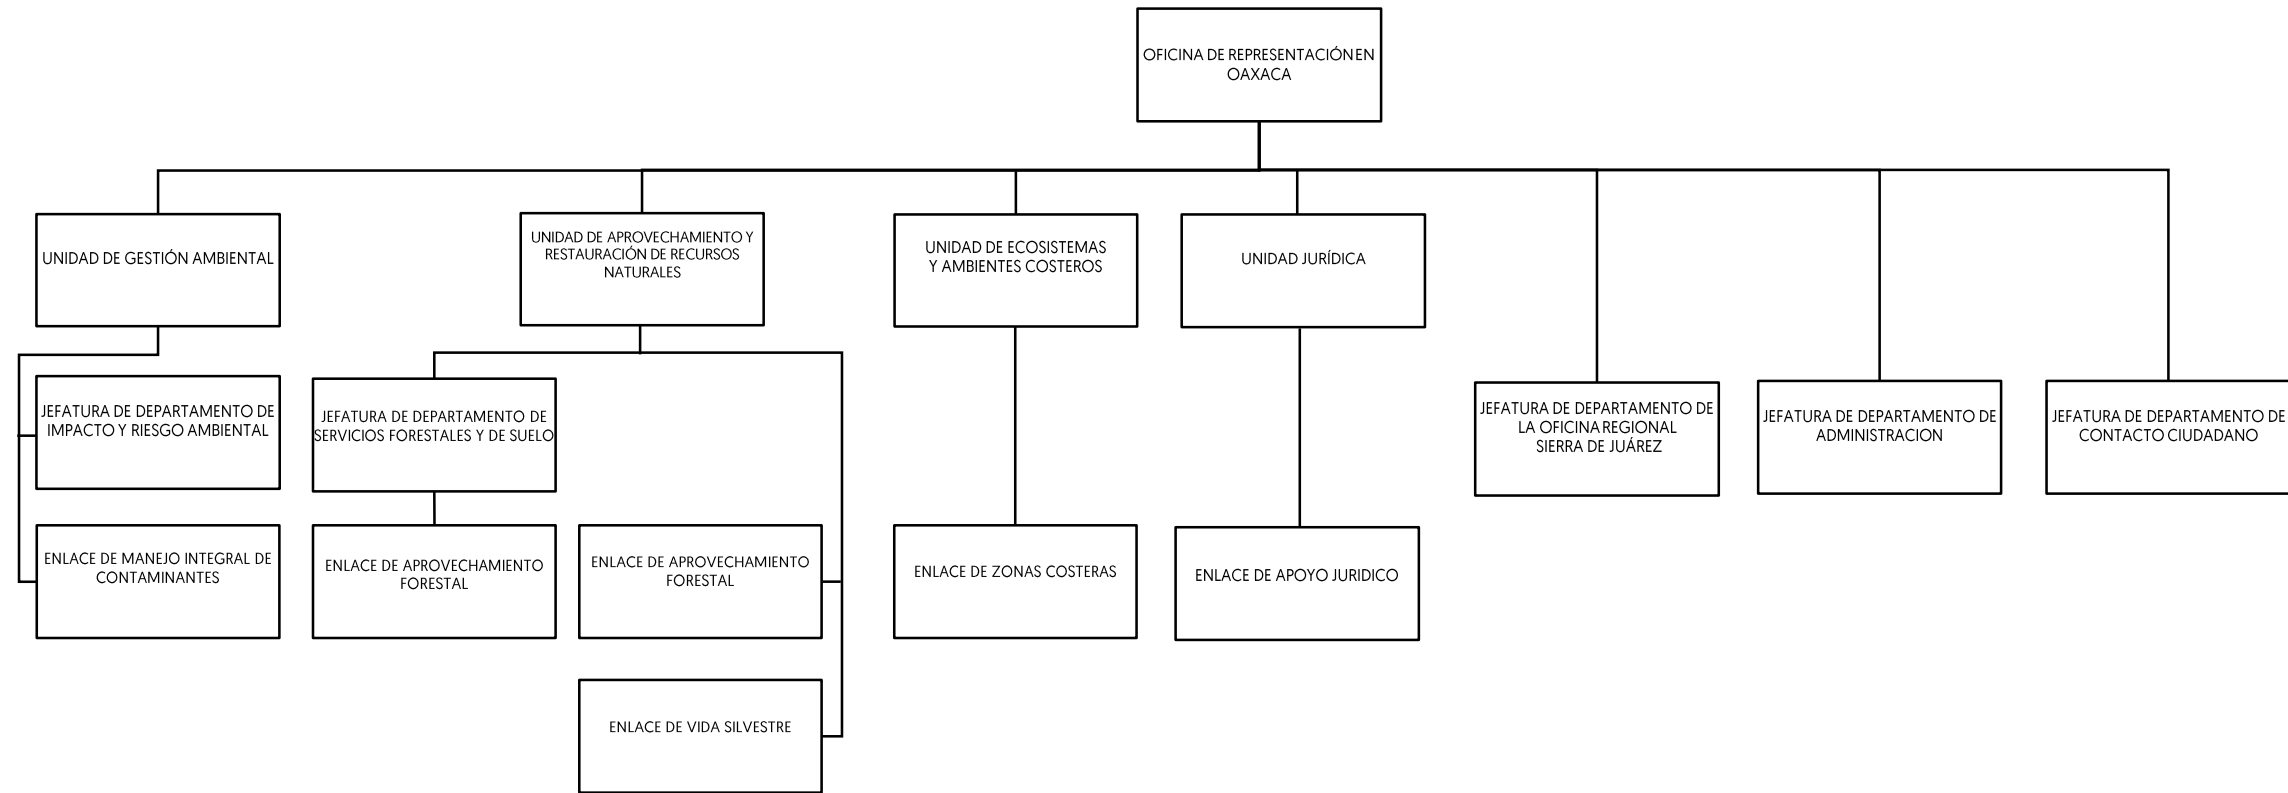 OFICINA DE REPRESENTACIÓN EN
OAXACA
UNIDAD DE GESTIÓN AMBIENTAL
UNIDAD DE APROVECHAMIENTO Y
RESTAURACIÓN DE RECURSOS
NATURALES
UNIDAD DE ECOSISTEMAS
Y AMBIENTES COSTEROS
UNIDAD JURÍDICA
JEFATURA DE DEPARTAMENTO DE
IMPACTO Y RIESGO AMBIENTAL
JEFATURA DE DEPARTAMENTO DE
SERVICIOS FORESTALES Y DE SUELO
JEFATURA DE DEPARTAMENTO DE
LA OFICINA REGIONAL
SIERRA DE JUÁREZ
JEFATURA DE DEPARTAMENTO DE
ADMINISTRACION
JEFATURA DE DEPARTAMENTO DE
CONTACTO CIUDADANO
ENLACE DE MANEJO INTEGRAL DE
CONTAMINANTES
ENLACE DE APROVECHAMIENTO
FORESTAL
ENLACE DE APROVECHAMIENTO
FORESTAL
ENLACE DE ZONAS COSTERAS
ENLACE DE APOYO JURIDICO
ENLACE DE VIDA SILVESTRE